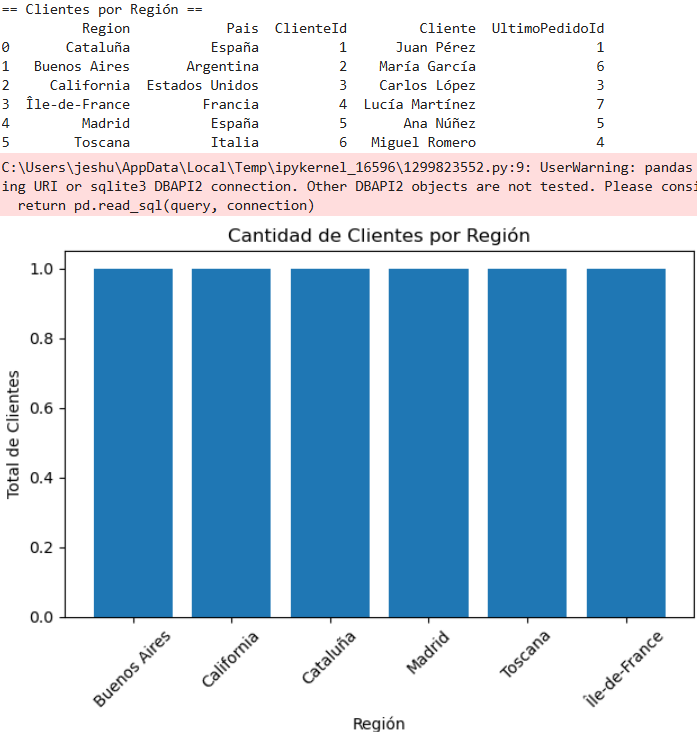 == Clientes por Región ==
Region Pais ClienteId Cliente UltimoPedidoId
0 Cataluña España 1 Juan Pérez 1
1 Buenos Aires Argentina 2 María García 6
2 California Estados Unidos 3 Carlos López 3
3 Île-de-France Francia 4 Lucía Martínez 7
4 Madrid España 5 Ana Núñez 5
5 Toscana Italia 6 Miguel Romero 4
C:\Users\jeshu\AppData\Local\Temp\ipykernel_16596\1299823552.py:9: UserWarning: pandas
ing URI or sqlite3 DBAPI2 connection. Other DBAPI2 objects are not tested. Please consi
return pd.read_sql(query, connection)
Cantidad de Clientes por Región
1.0
0.8
0.6
0.4
0.2
0.0
Total de Clientes
Buenos Aires
California
Cataluña
Madrid
Toscana
Île-de-France
Región